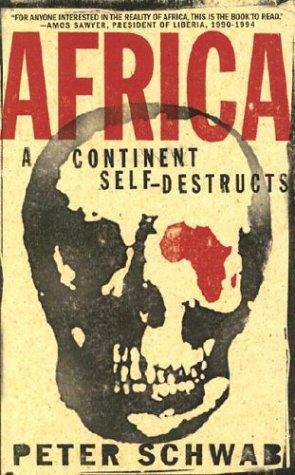 "FOR ANYONE INTERESTED IN THE REALITY OF AFRICA, THIS IS THE BOOK TO READ."
—AMOS SAWYER, PRESIDENT OF LIBERIA, 1990-1994
AFRICA
A CONTINENT
SELF-DESTRUCTS
PETER SCHWAB